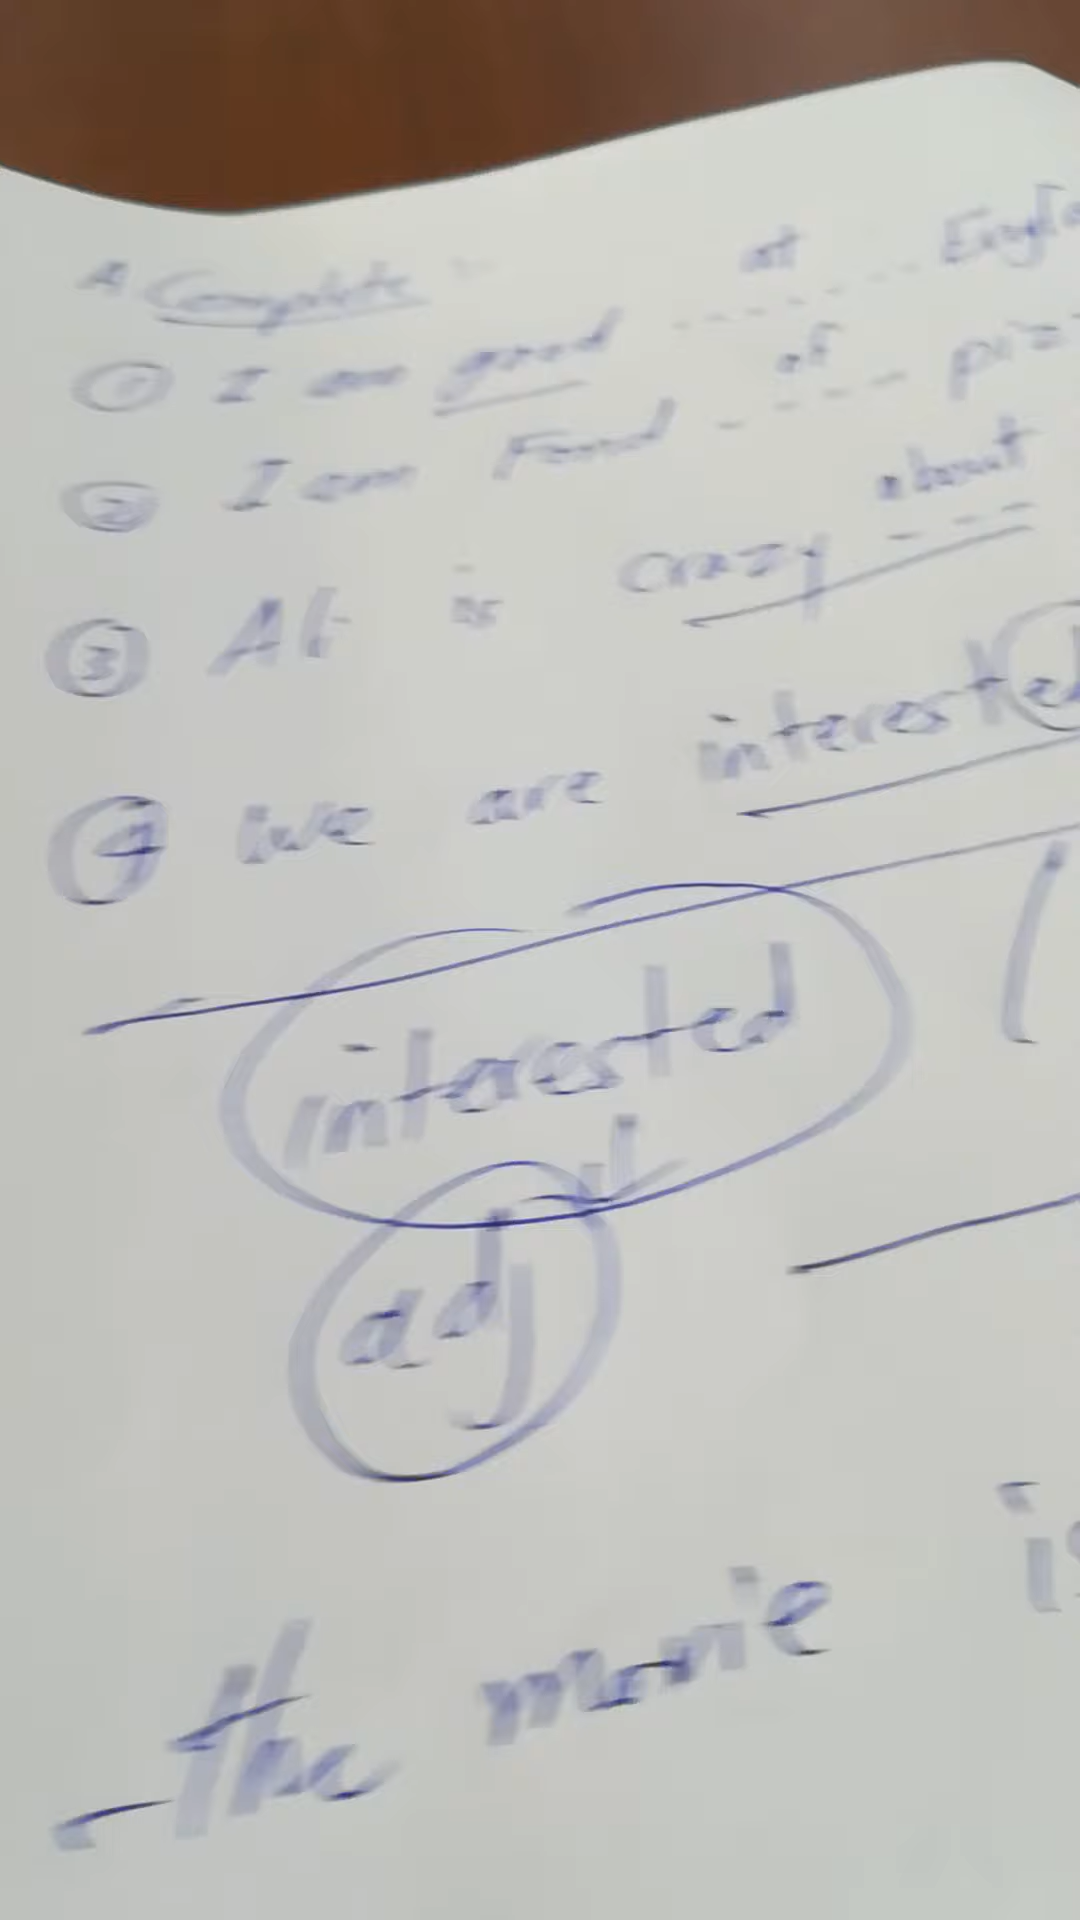 A Complete
① I am good at ------- Engl
② I am Fond of ------ piz
③ Ali is crazy about ------
④ we are interested
interested
adj
- the movie is